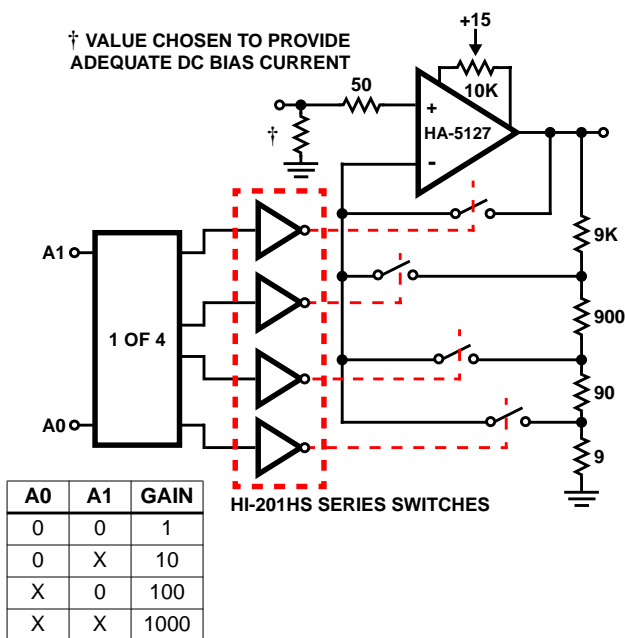 † VALUE CHOSEN TO PROVIDE
ADEQUATE DC BIAS CURRENT
+15
50
10K
+
HA-5127
-
†
A1
9K
1 OF 4
900
90
A0
9
HI-201HS SERIES SWITCHES
A0 A1 GAIN
0 0 1
0 X 10
X 0 100
X X 1000